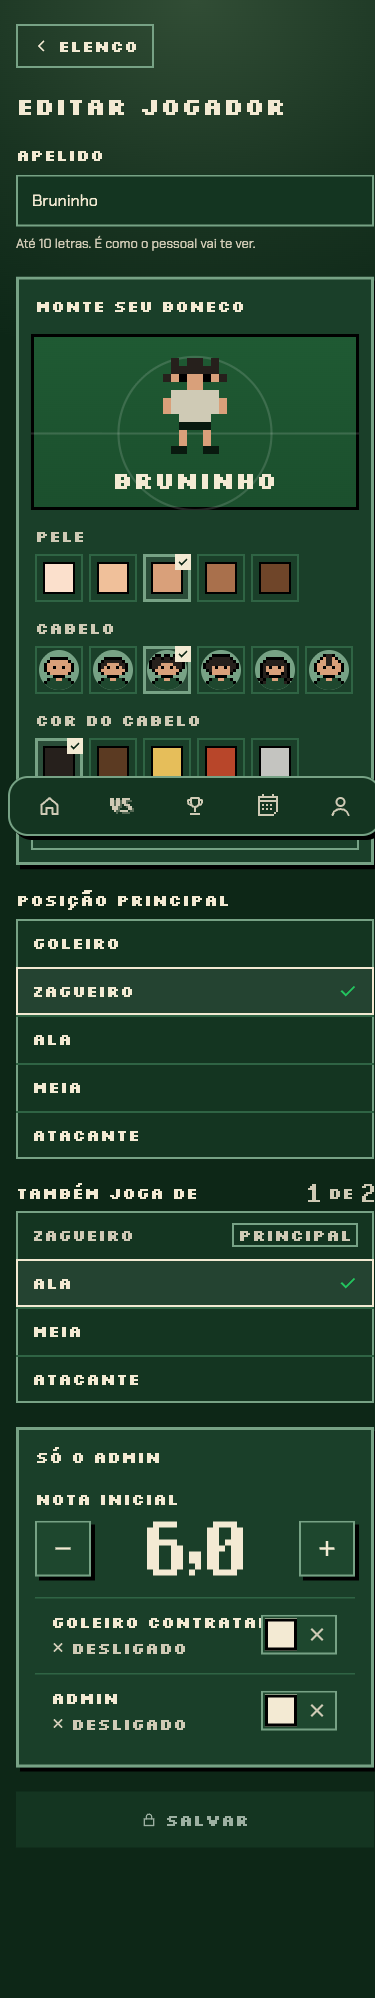 ELENCO
EDITAR JOGADOR
APELIDO
Bruninho
Até 10 letras. É como o pessoal vai te ver.
MONTE SEU BONECO
BRUNINHO
PELE
CABELO
COR DO CABELO
VS
POSIÇÃO PRINCIPAL
GOLEIRO
ZAGUEIRO
ALA
MEIA
ATACANTE
TAMBÉM JOGA DE 1 DE 2
ZAGUEIRO PRINCIPAL
ALA
MEIA
ATACANTE
SÓ O ADMIN
NOTA INICIAL
− 6,0 +
GOLEIRO CONTRATA
× DESLIGADO
ADMIN
× DESLIGADO
SALVAR